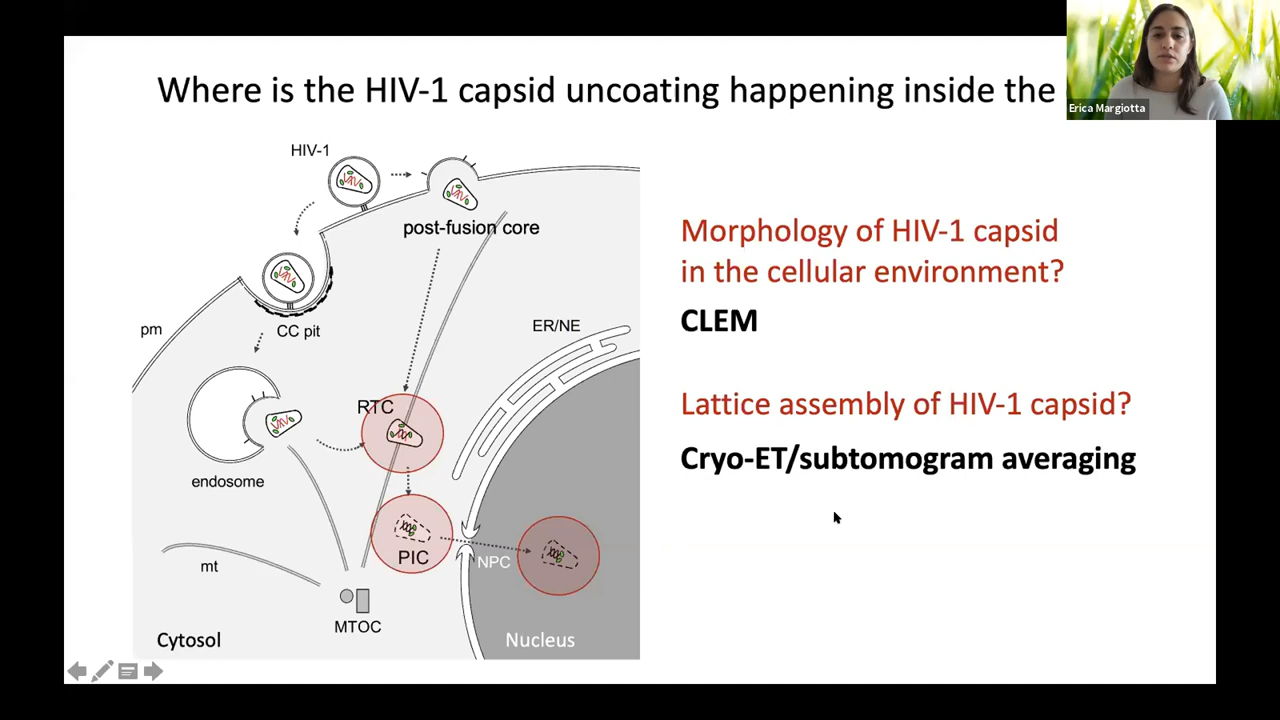 Where is the HIV-1 capsid uncoating happening inside the
Erica Margiotta
HIV-1
post-fusion core
pm
CC pit
ER/NE
RTC
endosome
PIC
NPC
mt
MTOC
Cytosol
Nucleus
Morphology of HIV-1 capsid
in the cellular environment?
CLEM
Lattice assembly of HIV-1 capsid?
Cryo-ET/subtomogram averaging